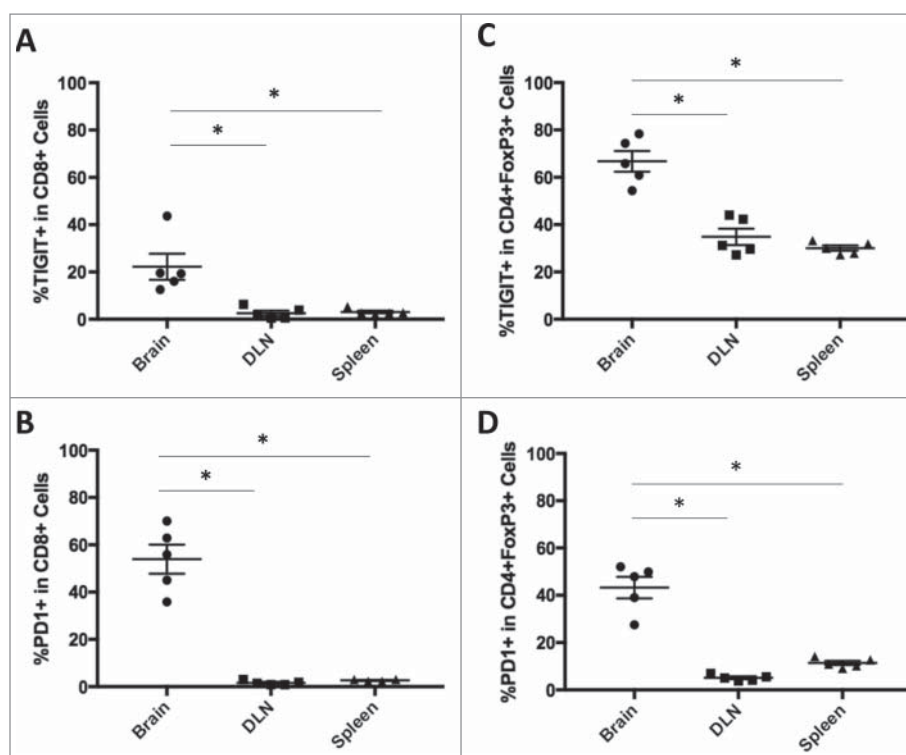 A
%TIGIT+ in CD8+ Cells
100
80
60
40
20
0
*
*
Brain
DLN
Spleen
C
%TIGIT+ in CD4+FoxP3+ Cells
100
80
60
40
20
0
*
*
Brain
DLN
Spleen
B
%PD1+ in CD8+ Cells
100
80
60
40
20
0
*
*
Brain
DLN
Spleen
D
%PD1+ in CD4+FoxP3+ Cells
100
80
60
40
20
0
*
*
Brain
DLN
Spleen